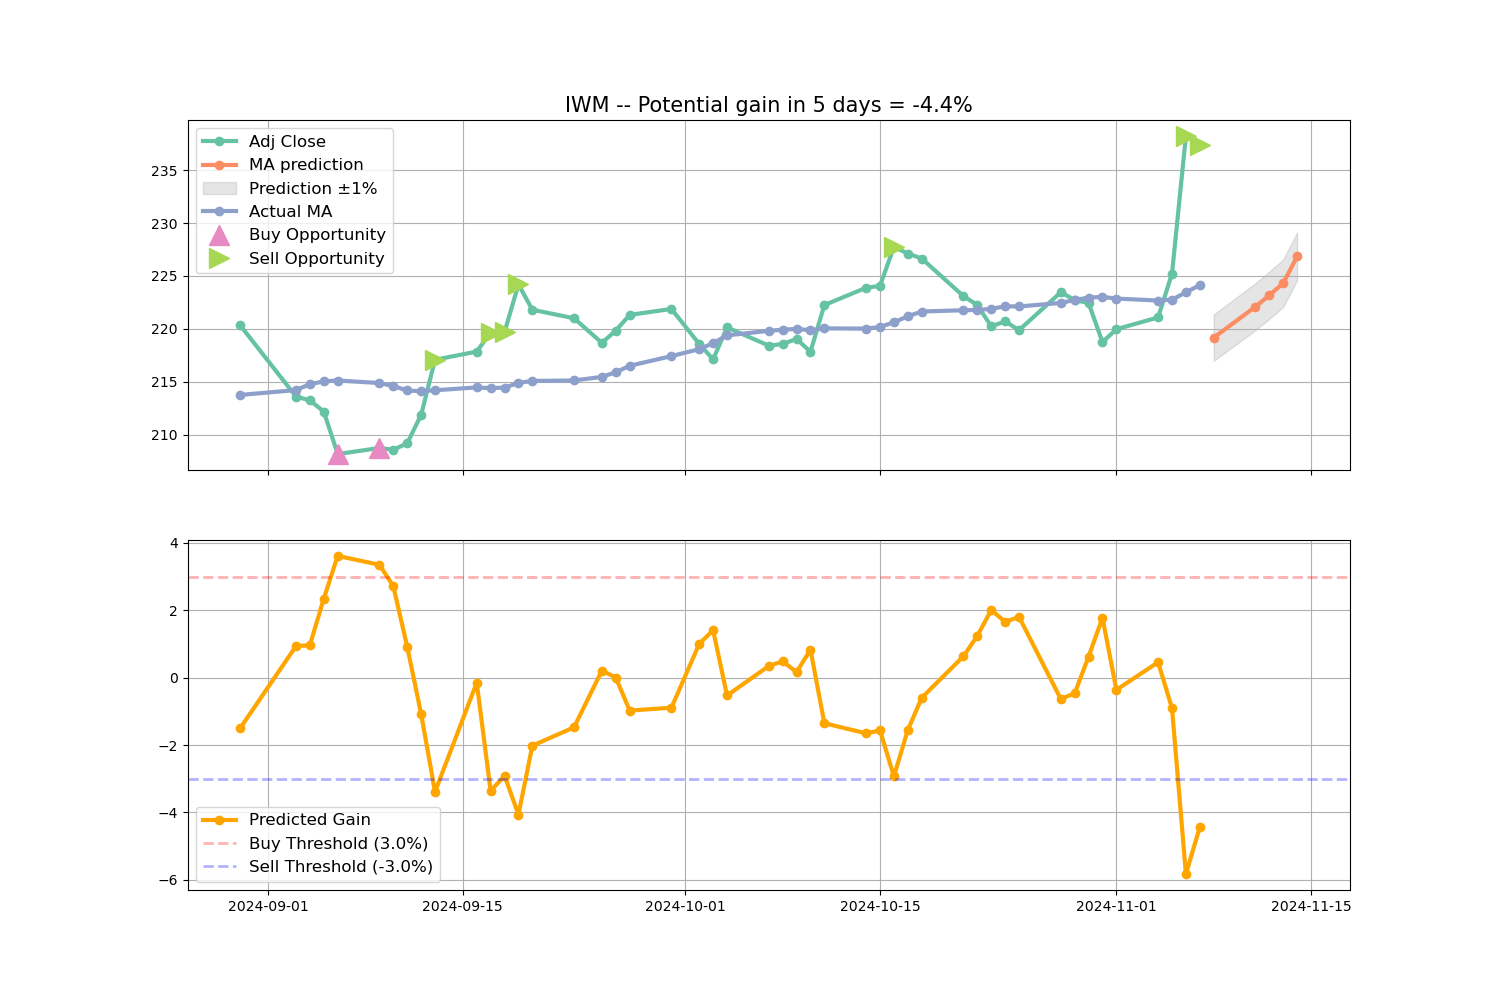 IWM -- Potential gain in 5 days = -4.4%
Adj Close
MA prediction
Prediction ±1%
Actual MA
Buy Opportunity
Sell Opportunity
235
230
225
220
215
210
4
2
0
−2
−4
−6
Predicted Gain
Buy Threshold (3.0%)
Sell Threshold (-3.0%)
2024-09-01 2024-09-15 2024-10-01 2024-10-15 2024-11-01 2024-11-15